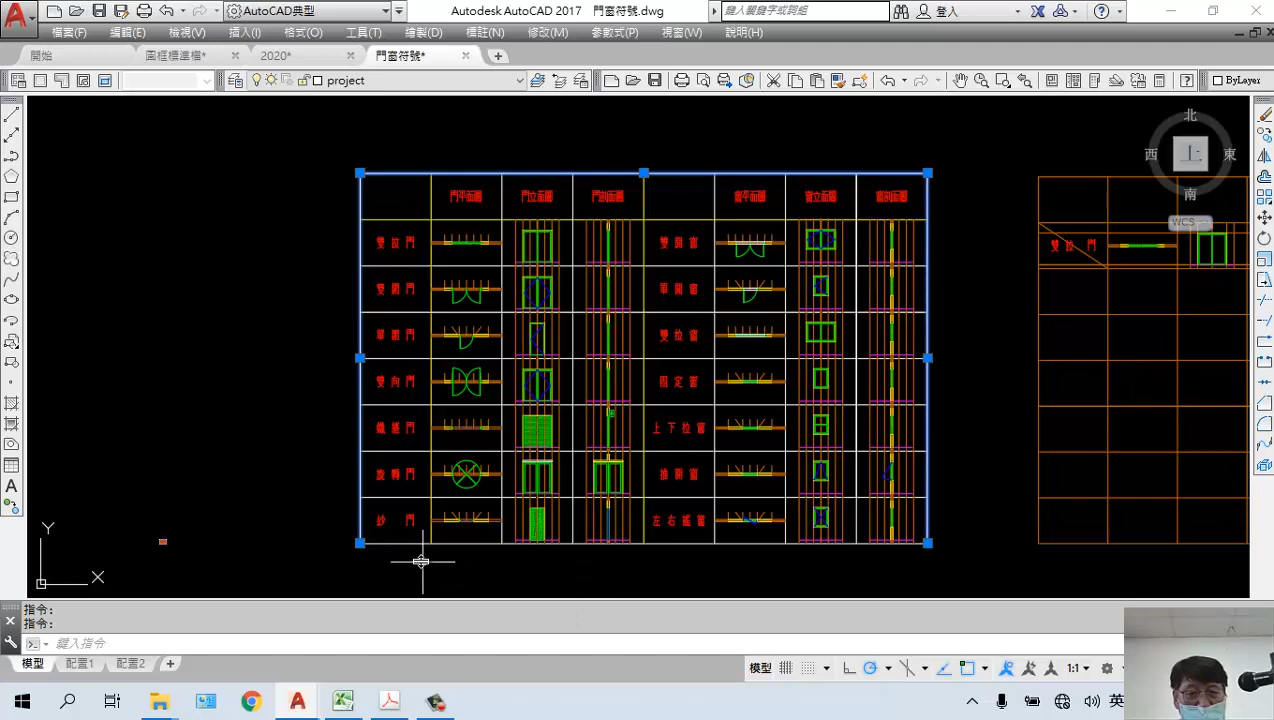 AutoCAD典型
Autodesk AutoCAD 2017 門窗符號.dwg
鍵入關鍵字或詞組
登入
檔案(F) 編輯(E) 檢視(V) 插入(I) 格式(O) 工具(T) 繪製(D) 標註(N) 修改(M) 參數式(P) 視窗(W) 說明(H)
開始 圖框標準檔* 2020* 門窗符號*
project
ByLayer
北
西 上 東
南
WCS
門平面圖 門立面圖 門剖面圖 窗平面圖 窗立面圖 窗剖面圖
雙拉門 雙開窗 雙拉門
雙開門 單開窗
單開門 雙拉窗
雙向門 固定窗
鐵捲門 上下拉窗
旋轉門 推開窗
紗門 左右搖窗
Y
X
指令:
指令:
鍵入指令
模型 配置1 配置2
模型 1:1
英